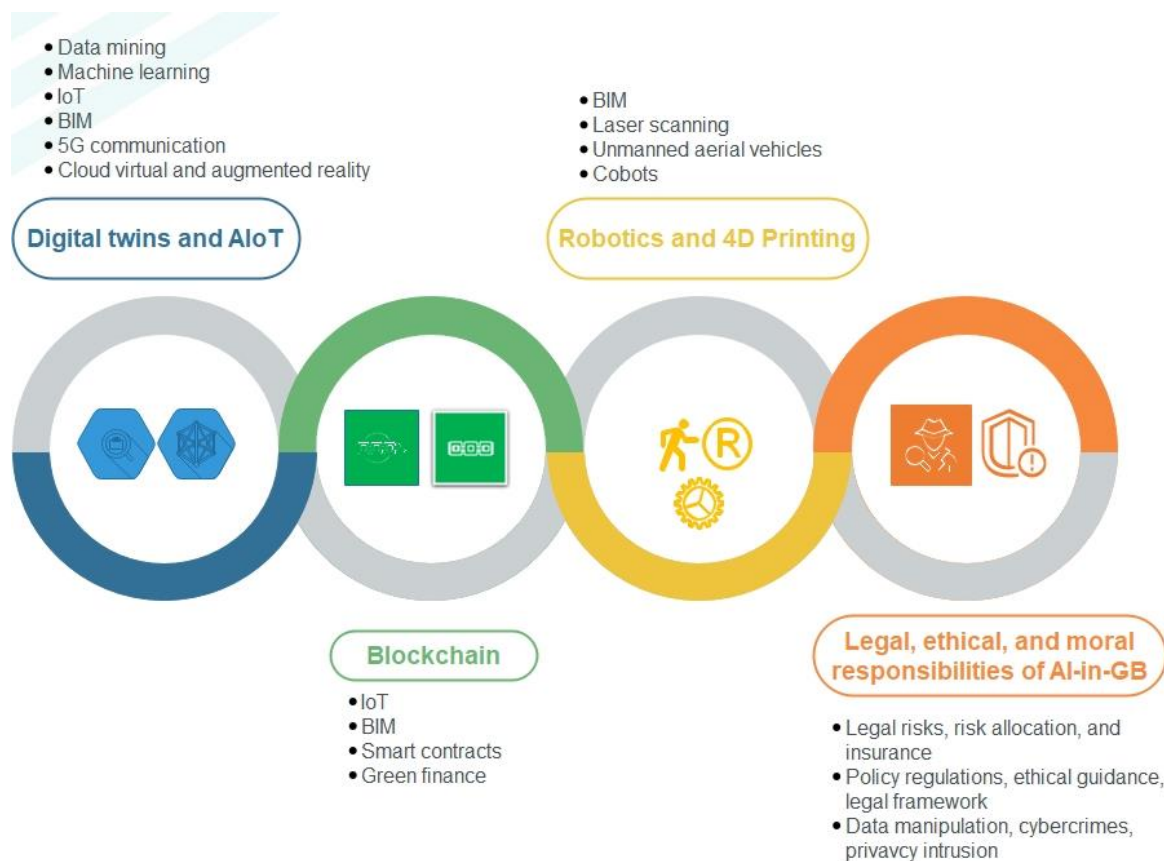 • Data mining
• Machine learning
• IoT
• BIM
• 5G communication
• Cloud virtual and augmented reality
Digital twins and AIoT
• BIM
• Laser scanning
• Unmanned aerial vehicles
• Cobots
Robotics and 4D Printing
R
Blockchain
• IoT
• BIM
• Smart contracts
• Green finance
Legal, ethical, and moral
responsibilities of AI-in-GB
• Legal risks, risk allocation, and
insurance
• Policy regulations, ethical guidance,
legal framework
• Data manipulation, cybercrimes,
privavcy intrusion